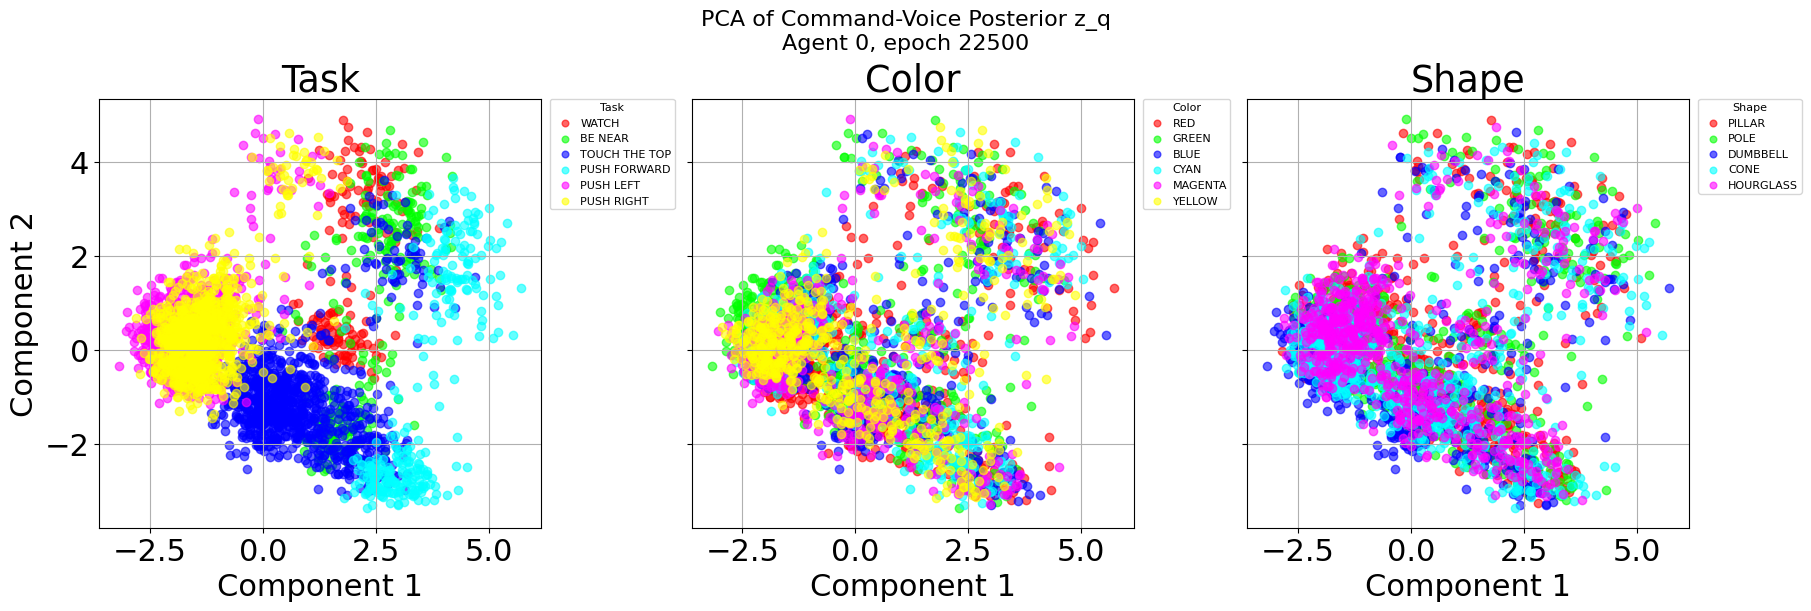 PCA of Command-Voice Posterior z_q
Agent 0, epoch 22500
Task
Component 2
4
2
0
−2
−2.5 0.0 2.5 5.0
Component 1
Task
WATCH
BE NEAR
TOUCH THE TOP
PUSH FORWARD
PUSH LEFT
PUSH RIGHT
Color
−2.5 0.0 2.5 5.0
Component 1
Color
RED
GREEN
BLUE
CYAN
MAGENTA
YELLOW
Shape
−2.5 0.0 2.5 5.0
Component 1
Shape
PILLAR
POLE
DUMBBELL
CONE
HOURGLASS